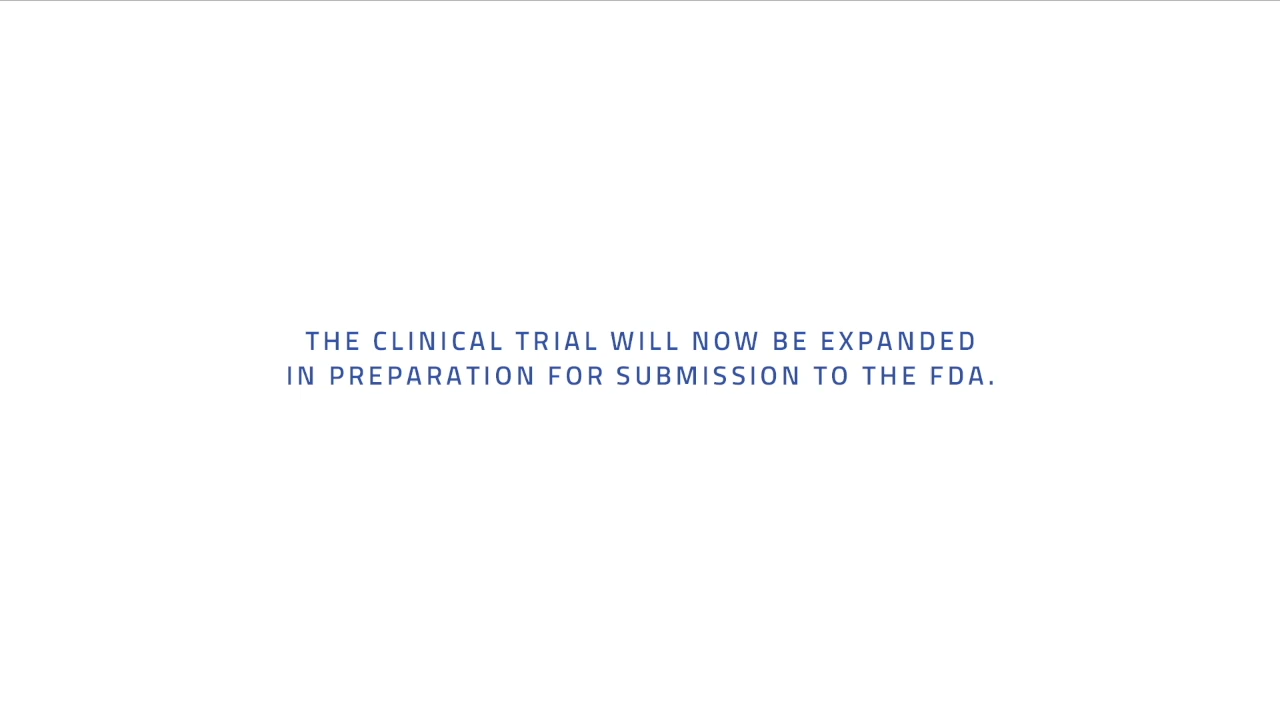 THE CLINICAL TRIAL WILL NOW BE EXPANDED
IN PREPARATION FOR SUBMISSION TO THE FDA.